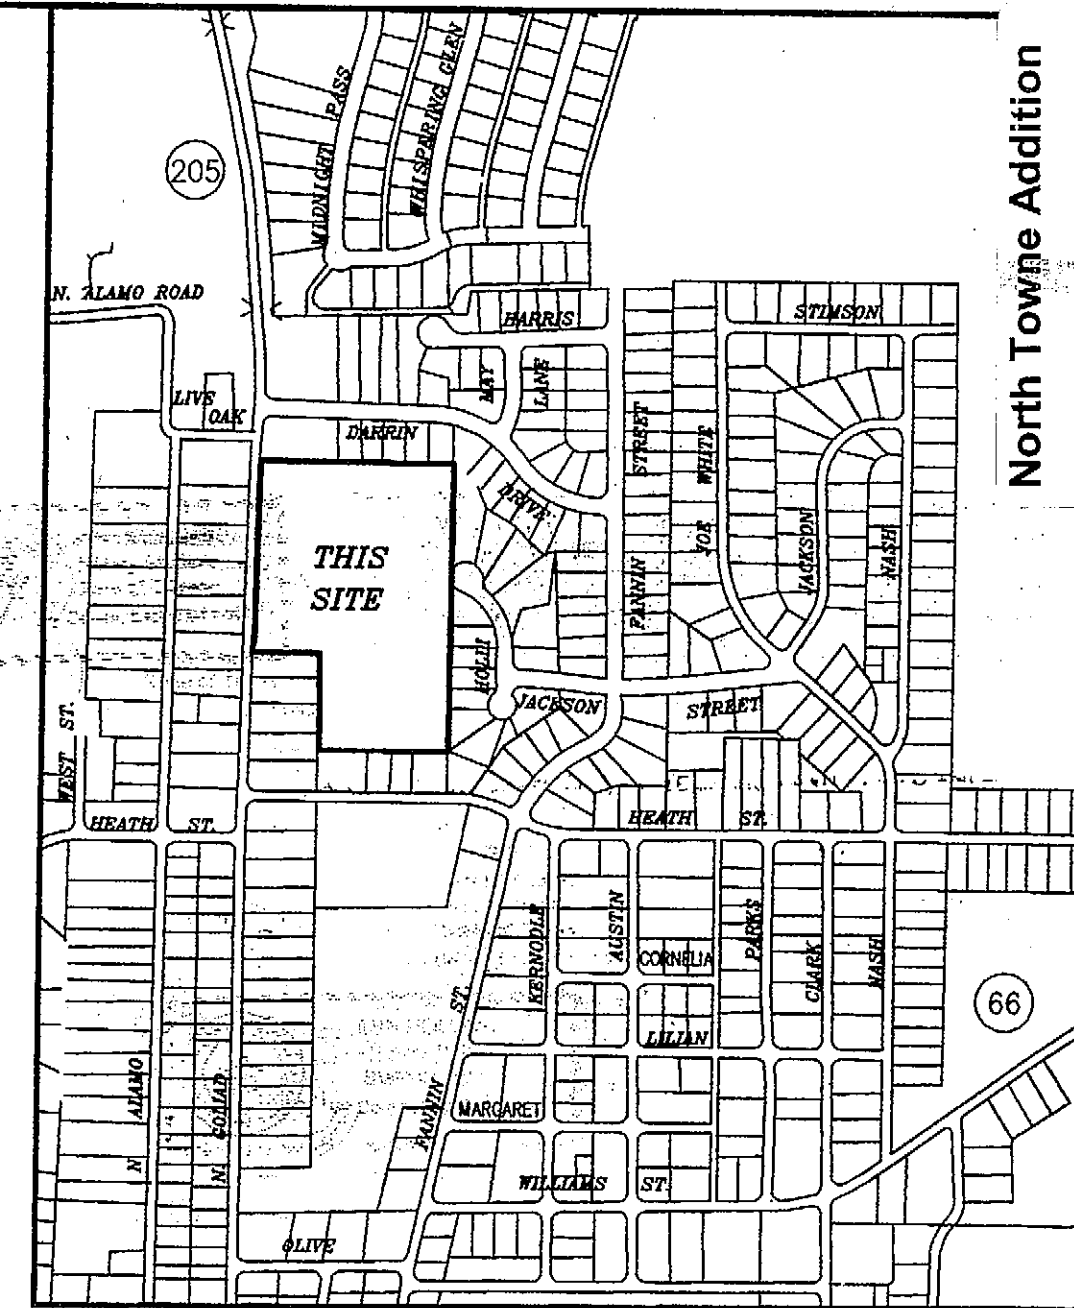 North Towne Addition
MIDNIGHT PASS
WHISPARING GLEN
205
N. ALAMO ROAD
HARRIS
STIMSON
LIVE
OAK
MAY
LANE
DARRIN
DRIVE
STREET
JOE WHITE
THIS
SITE
JACKSON
NASH
FANNIN
HOLLI
JACKSON
STREET
WEST ST.
HEATH ST.
HEATH ST.
KERNODLE
AUSTIN
PARKS
CORNELIA
CLARK
NASH
66
LILIAN
FANNIN ST.
MARGARET
N ALAMO
N. GOLIAD
WILLIAMS ST.
OLIVE